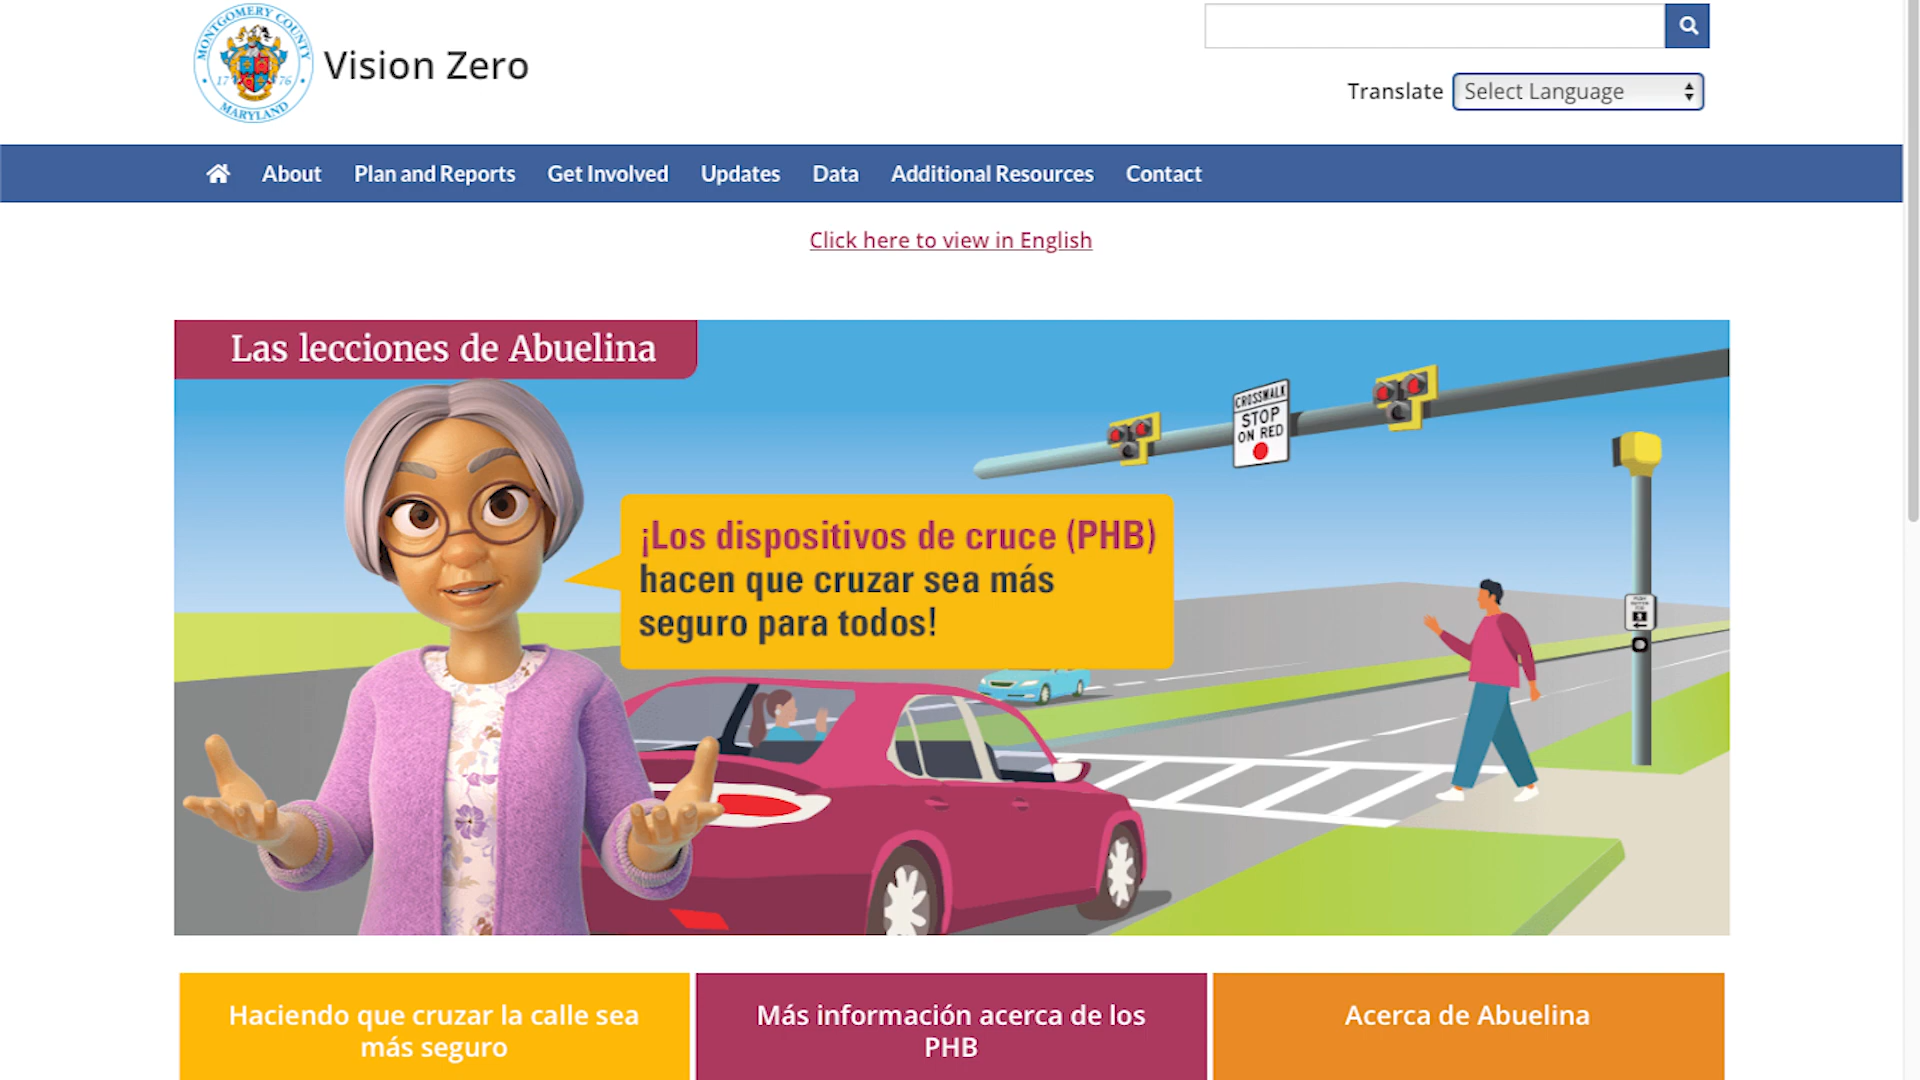 MONTGOMERY COUNTY
17 76
MARYLAND
Vision Zero
Translate
Select Language
About
Plan and Reports
Get Involved
Updates
Data
Additional Resources
Contact
Click here to view in English
Las lecciones de Abuelina
CROSSWALK
STOP
ON RED
¡Los dispositivos de cruce (PHB)
hacen que cruzar sea más
seguro para todos!
Haciendo que cruzar la calle sea
más seguro
Más información acerca de los
PHB
Acerca de Abuelina